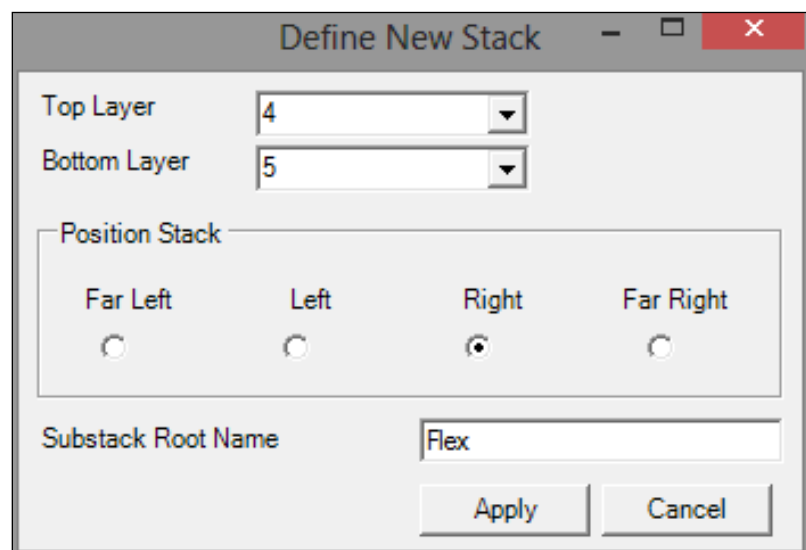 Define New Stack
Top Layer 4
Bottom Layer 5
Position Stack
Far Left Left Right Far Right
Substack Root Name Flex
Apply Cancel